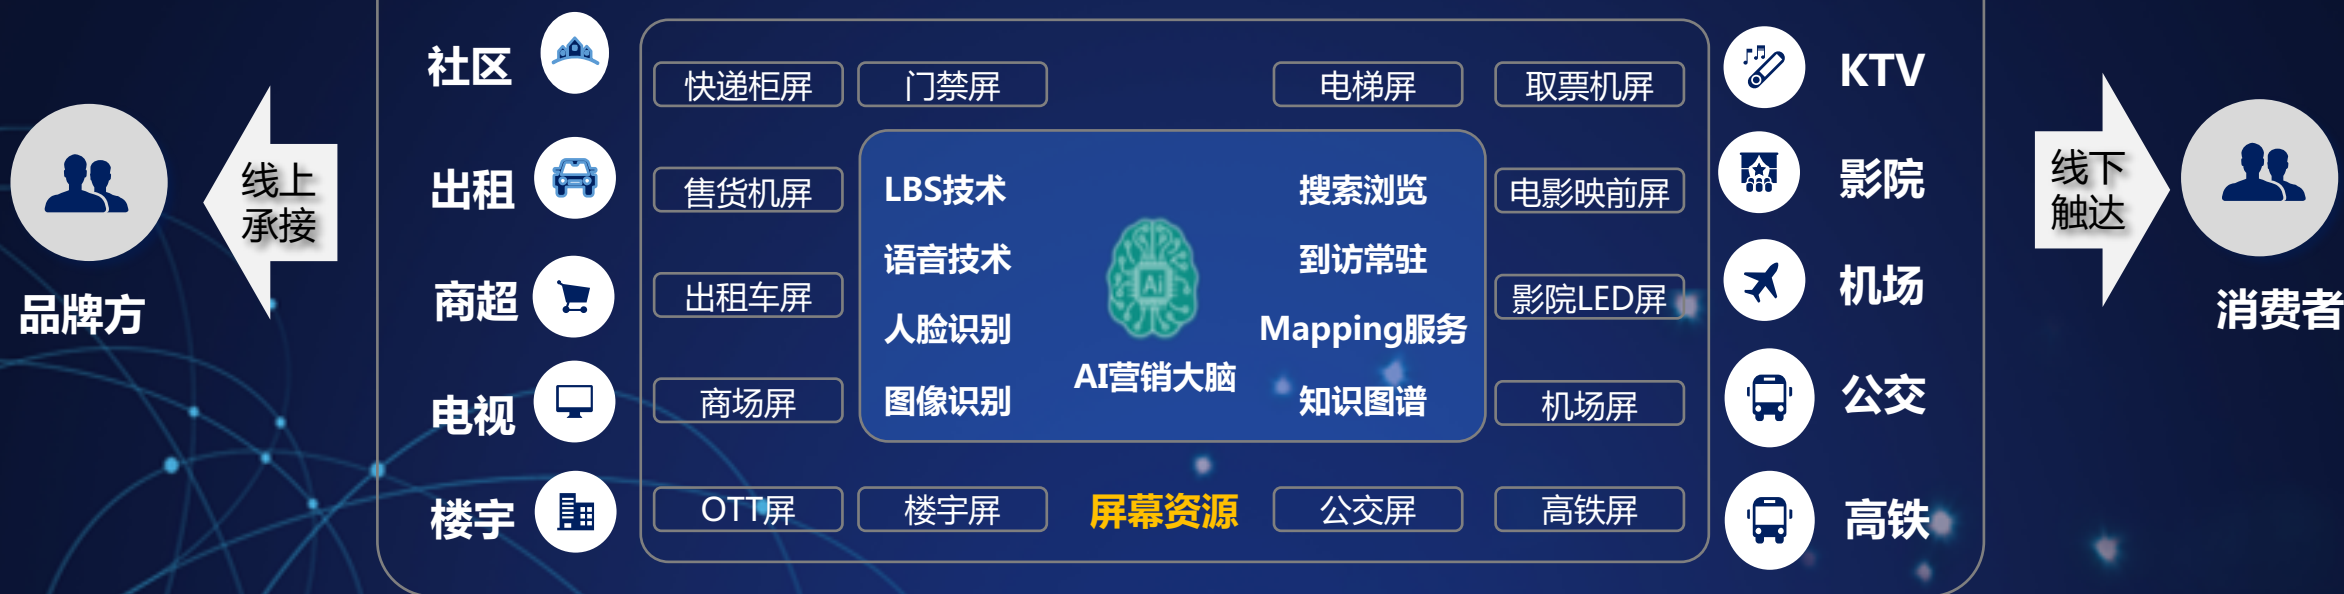 品牌方
线上
承接
社区
出租
商超
电视
楼宇
快递柜屏
门禁屏
电梯屏
取票机屏
售货机屏
出租车屏
商场屏
OTT屏
楼宇屏
屏幕资源
公交屏
高铁屏
LBS技术
语音技术
人脸识别
图像识别
Ai
AI营销大脑
搜索浏览
到访常驻
Mapping服务
知识图谱
电影映前屏
影院LED屏
机场屏
KTV
影院
机场
公交
高铁
线下
触达
消费者